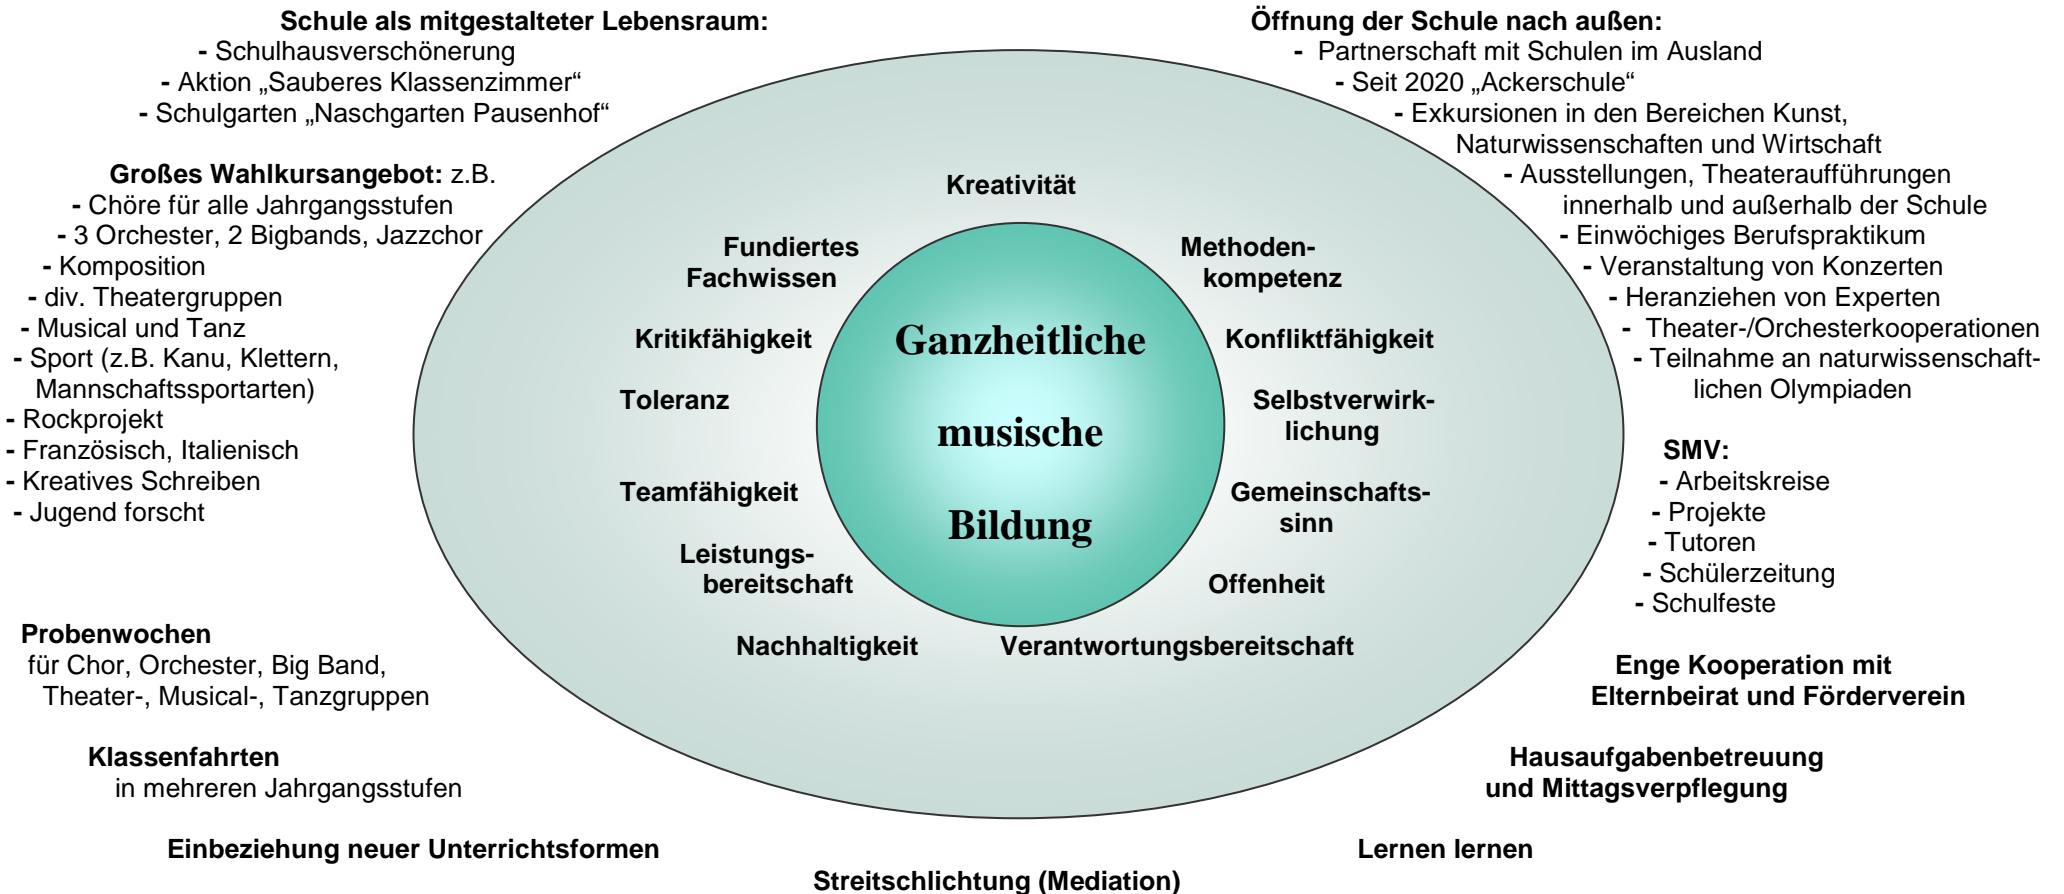 Schule als mitgestalteter Lebensraum:
- Schulhausverschönerung
- Aktion „Sauberes Klassenzimmer“
- Schulgarten „Naschgarten Pausenhof“
Großes Wahlkursangebot: z.B.
- Chöre für alle Jahrgangsstufen
- 3 Orchester, 2 Bigbands, Jazzchor
- Komposition
- div. Theatergruppen
- Musical und Tanz
- Sport (z.B. Kanu, Klettern,
Mannschaftssportarten)
- Rockprojekt
- Französisch, Italienisch
- Kreatives Schreiben
- Jugend forscht
Probenwochen
für Chor, Orchester, Big Band,
Theater-, Musical-, Tanzgruppen
Klassenfahrten
in mehreren Jahrgangsstufen
Einbeziehung neuer Unterrichtsformen
Kreativität
Fundiertes
Fachwissen
Kritikfähigkeit
Toleranz
Teamfähigkeit
Leistungs-
bereitschaft
Nachhaltigkeit
Ganzheitliche
musische
Bildung
Methoden-
kompetenz
Konfliktfähigkeit
Selbstverwirk-
lichung
Gemeinschafts-
sinn
Offenheit
Verantwortungsbereitschaft
Öffnung der Schule nach außen:
- Partnerschaft mit Schulen im Ausland
- Seit 2020 „Ackerschule“
- Exkursionen in den Bereichen Kunst,
Naturwissenschaften und Wirtschaft
- Ausstellungen, Theateraufführungen
innerhalb und außerhalb der Schule
- Einwöchiges Berufspraktikum
- Veranstaltung von Konzerten
- Heranziehen von Experten
- Theater-/Orchesterkooperationen
- Teilnahme an naturwissenschaft-
lichen Olympiaden
SMV:
- Arbeitskreise
- Projekte
- Tutoren
- Schülerzeitung
- Schulfeste
Enge Kooperation mit
Elternbeirat und Förderverein
Hausaufgabenbetreuung
und Mittagsverpflegung
Lernen lernen
Streitschlichtung (Mediation)